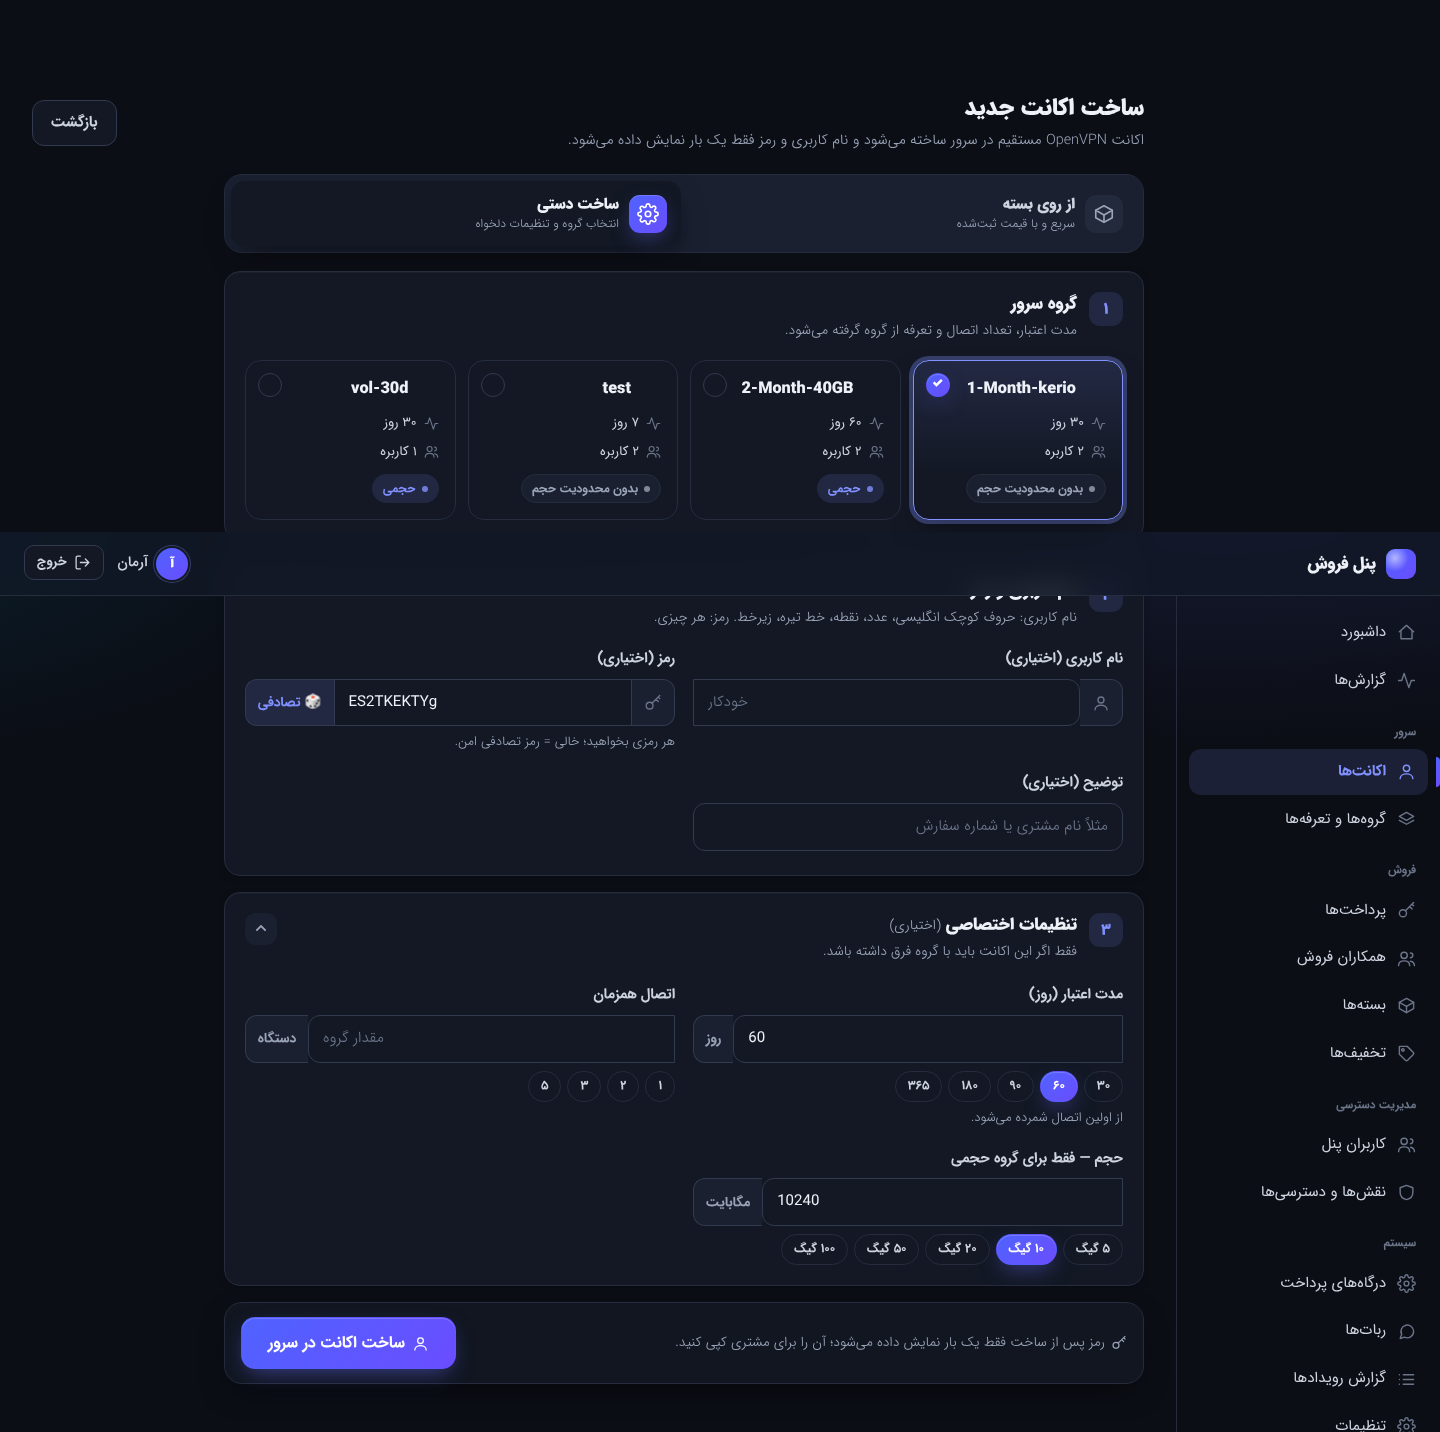 ساخت اکانت جدید
اکانت OpenVPN مستقیم در سرور ساخته می‌شود و نام کاربری و رمز فقط یک بار نمایش داده می‌شود.
بازگشت
از روی بسته
سریع و با قیمت ثبت‌شده
ساخت دستی
انتخاب گروه و تنظیمات دلخواه
۱
گروه سرور
مدت اعتبار، تعداد اتصال و تعرفه از گروه گرفته می‌شود.
1-Month-kerio
۳۰ روز
۲ کاربره
بدون محدودیت حجم
2-Month-40GB
۶۰ روز
۲ کاربره
حجمی
test
۷ روز
۲ کاربره
بدون محدودیت حجم
vol-30d
۳۰ روز
۱ کاربره
حجمی
پنل فروش
آ
آرمان
خروج
نام کاربری: حروف کوچک انگلیسی، عدد، نقطه، خط تیره، زیرخط. رمز: هر چیزی.
نام کاربری (اختیاری)
خودکار
رمز (اختیاری)
ES2TKEKTYg
🎲 تصادفی
هر رمزی بخواهید؛ خالی = رمز تصادفی امن.
توضیح (اختیاری)
مثلاً نام مشتری یا شماره سفارش
۳
تنظیمات اختصاصی (اختیاری)
فقط اگر این اکانت باید با گروه فرق داشته باشد.
مدت اعتبار (روز)
60
روز
۳۰
۶۰
۹۰
۱۸۰
۳۶۵
از اولین اتصال شمرده می‌شود.
اتصال همزمان
مقدار گروه
دستگاه
۱
۲
۳
۵
حجم — فقط برای گروه حجمی
10240
مگابایت
۵ گیگ
۱۰ گیگ
۲۰ گیگ
۵۰ گیگ
۱۰۰ گیگ
رمز پس از ساخت فقط یک بار نمایش داده می‌شود؛ آن را برای مشتری کپی کنید.
ساخت اکانت در سرور
داشبورد
گزارش‌ها
سرور
اکانت‌ها
گروه‌ها و تعرفه‌ها
فروش
پرداخت‌ها
همکاران فروش
بسته‌ها
تخفیف‌ها
مدیریت دسترسی
کاربران پنل
نقش‌ها و دسترسی‌ها
سیستم
درگاه‌های پرداخت
ربات‌ها
گزارش رویدادها
تنظیمات